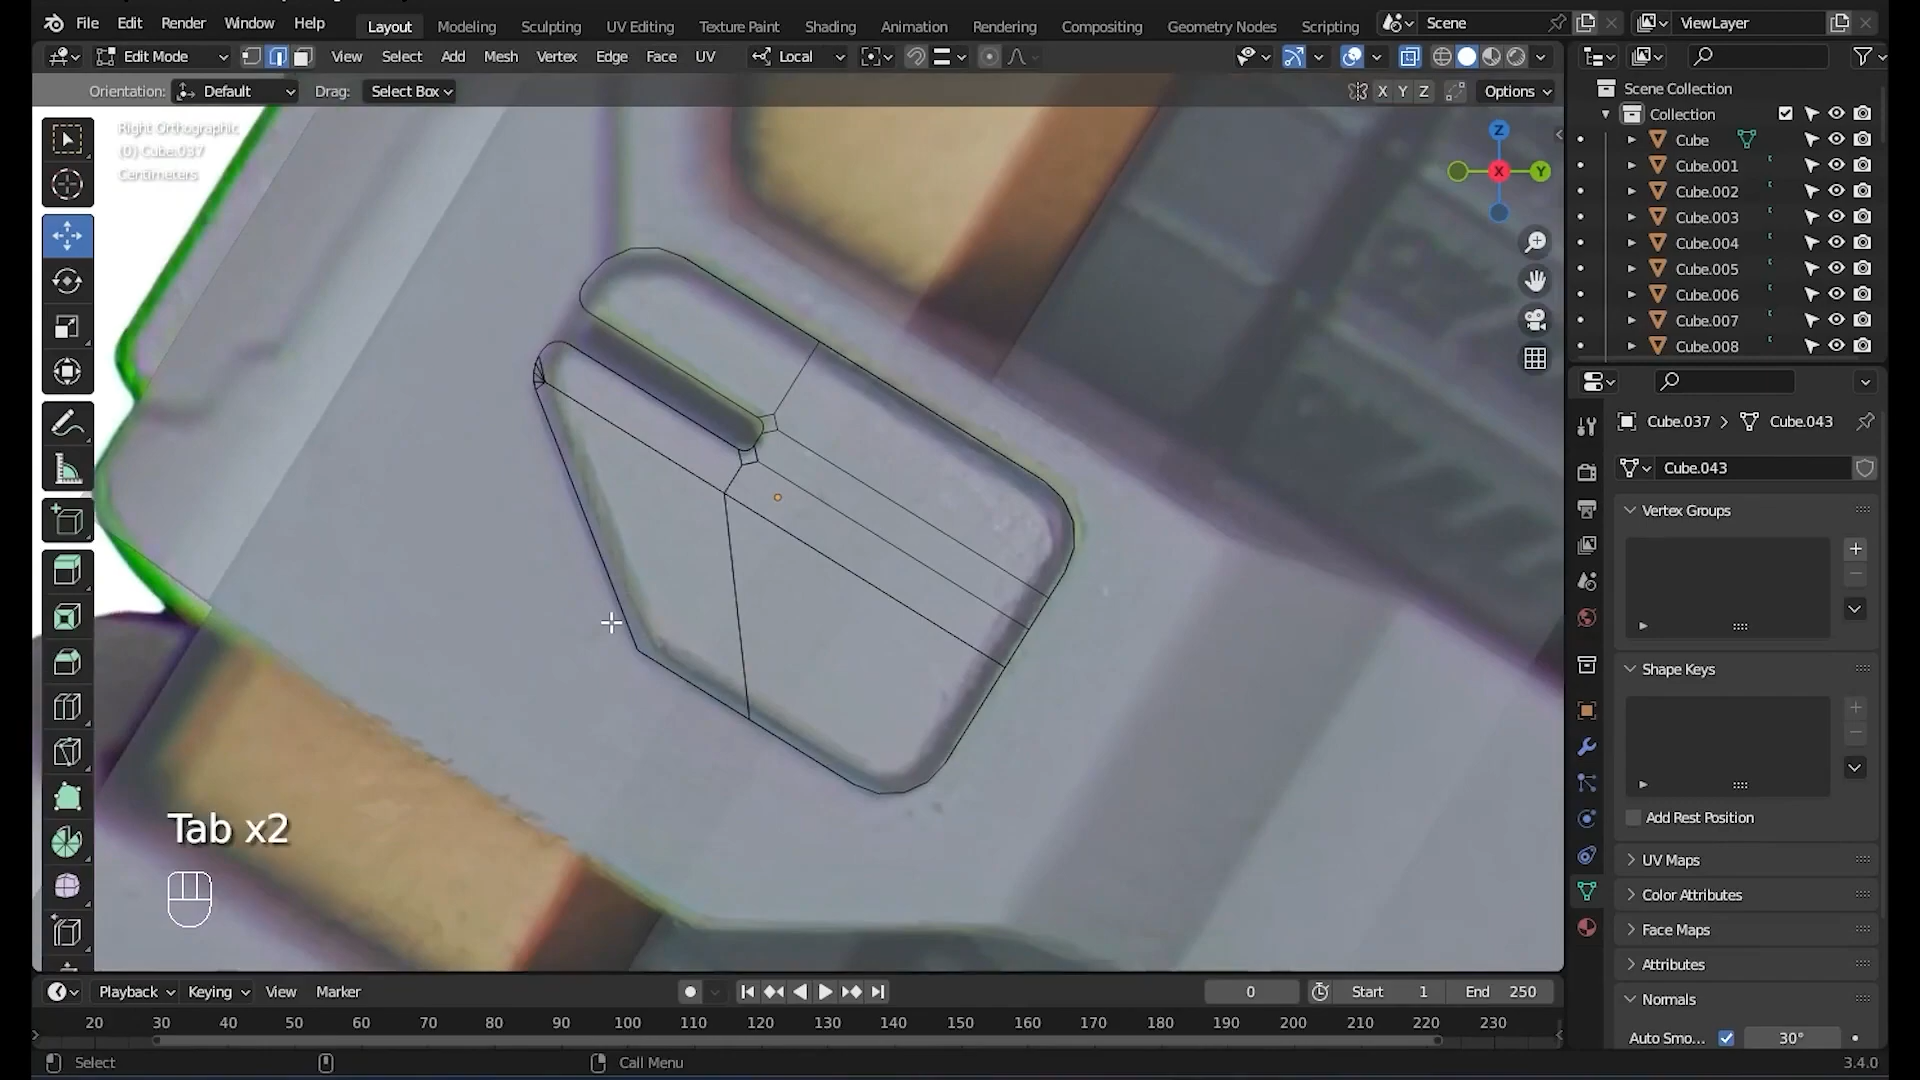 File Edit Render Window Help Layout Modeling Sculpting UV Editing Texture Paint Shading Animation Rendering Compositing Geometry Nodes Scripting Scene ViewLayer
Edit Mode View Select Add Mesh Vertex Edge Face UV Local
Orientation: Default Drag: Select Box X Y Z Options
Right Orthographic
(0) Cube.037
Centimeters
Z
X
Y
Scene Collection
Collection
Cube
Cube.001
Cube.002
Cube.003
Cube.004
Cube.005
Cube.006
Cube.007
Cube.008
Cube.037 > Cube.043
Cube.043
Vertex Groups
Shape Keys
Add Rest Position
UV Maps
Color Attributes
Face Maps
Attributes
Normals
Auto Smo... 30°
Tab x2
Playback Keying View Marker 0 Start 1 End 250
20 30 40 50 60 70 80 90 100 110 120 130 140 150 160 170 180 190 200 210 220 230
Select Call Menu 3.4.0